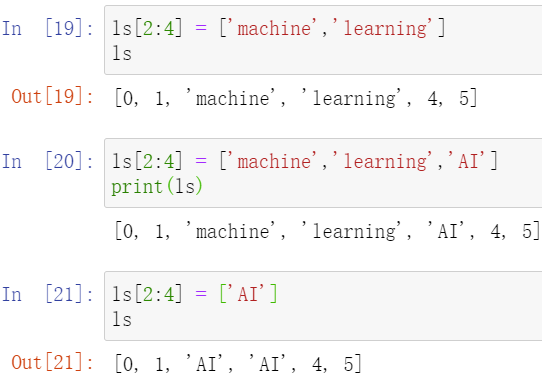 In [19]: ls[2:4] = ['machine','learning']
ls
Out[19]: [0, 1, 'machine', 'learning', 4, 5]
In [20]: ls[2:4] = ['machine','learning','AI']
print(ls)
[0, 1, 'machine', 'learning', 'AI', 4, 5]
In [21]: ls[2:4] = ['AI']
ls
Out[21]: [0, 1, 'AI', 'AI', 4, 5]